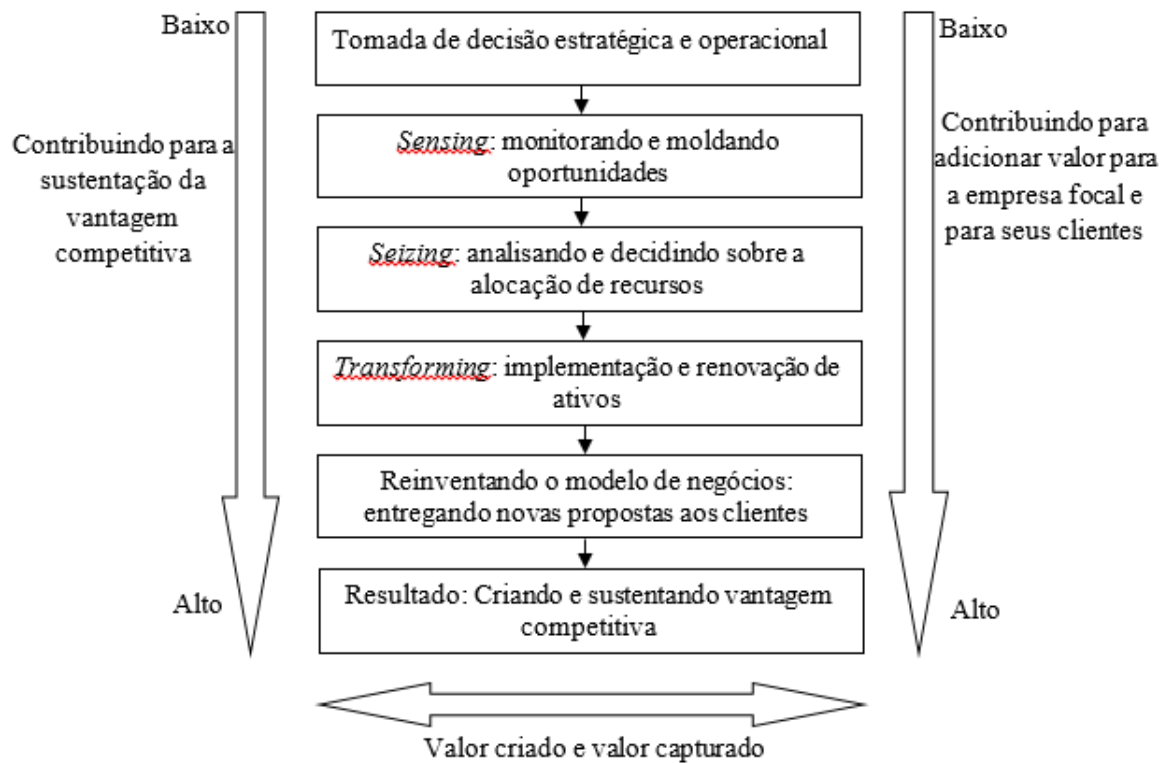 Baixo
Tomada de decisão estratégica e operacional
Baixo
Sensing: monitorando e moldando
oportunidades
Contribuindo para a
sustentação da
vantagem
competitiva
Contribuindo para
adicionar valor para
a empresa focal e
para seus clientes
Seizing: analisando e decidindo sobre a
alocação de recursos
Transforming: implementação e renovação de
ativos
Reinventando o modelo de negócios:
entregando novas propostas aos clientes
Alto
Resultado: Criando e sustentando vantagem
competitiva
Alto
Valor criado e valor capturado